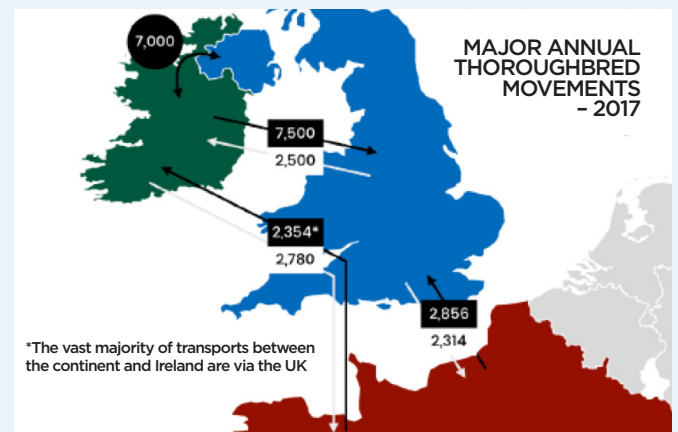 7,000
MAJOR ANNUAL
THOROUGHBRED
MOVEMENTS
– 2017
7,500
2,500
2,354*
2,780
2,856
2,314
*The vast majority of transports between
the continent and Ireland are via the UK